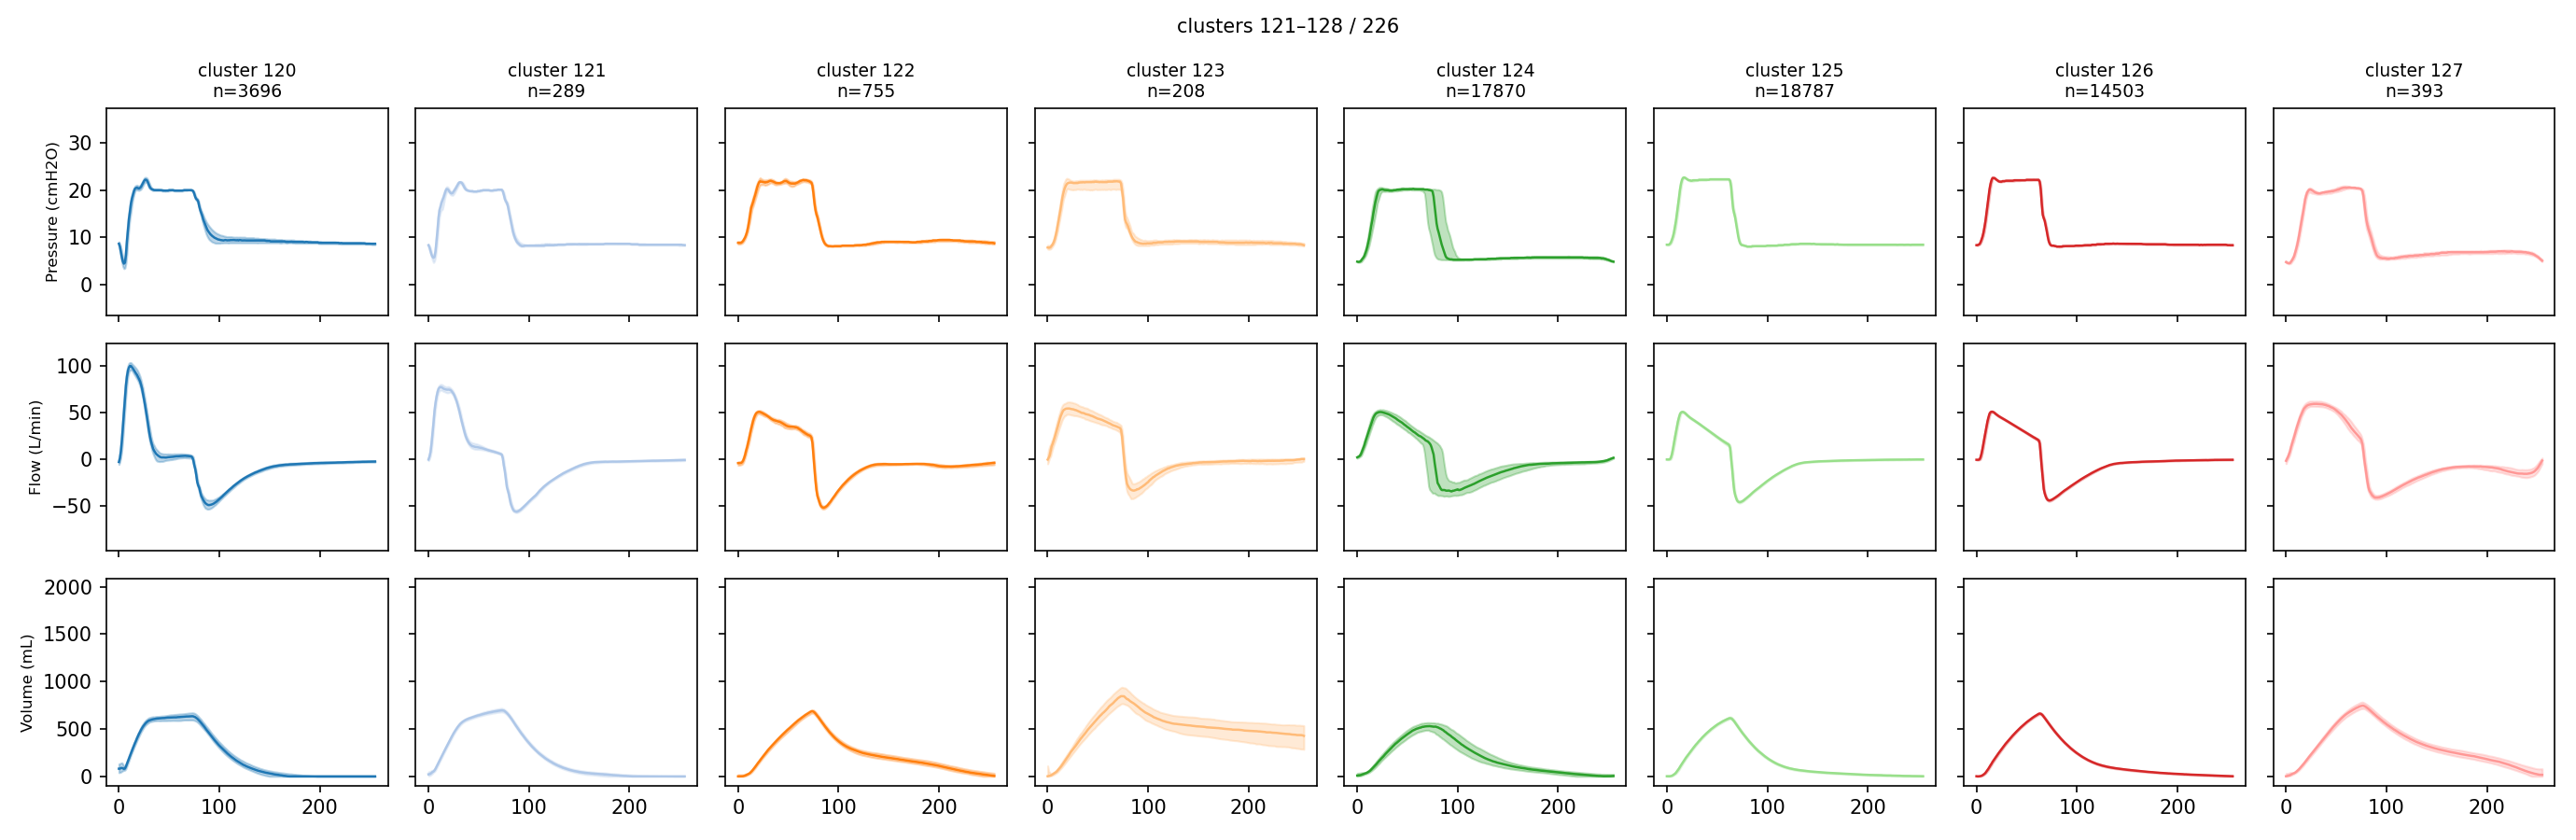 clusters 121–128 / 226
cluster 120
n=3696
cluster 121
n=289
cluster 122
n=755
cluster 123
n=208
cluster 124
n=17870
cluster 125
n=18787
cluster 126
n=14503
cluster 127
n=393
Pressure (cmH2O)
30
20
10
0
Flow (L/min)
100
50
0
−50
Volume (mL)
2000
1500
1000
500
0
0 100 200
0 100 200
0 100 200
0 100 200
0 100 200
0 100 200
0 100 200
0 100 200